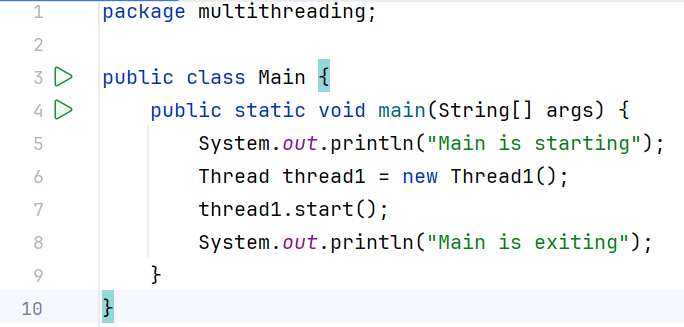 1 package multithreading;
2
3 public class Main {
4     public static void main(String[] args) {
5         System.out.println("Main is starting");
6         Thread thread1 = new Thread1();
7         thread1.start();
8         System.out.println("Main is exiting");
9     }
10 }